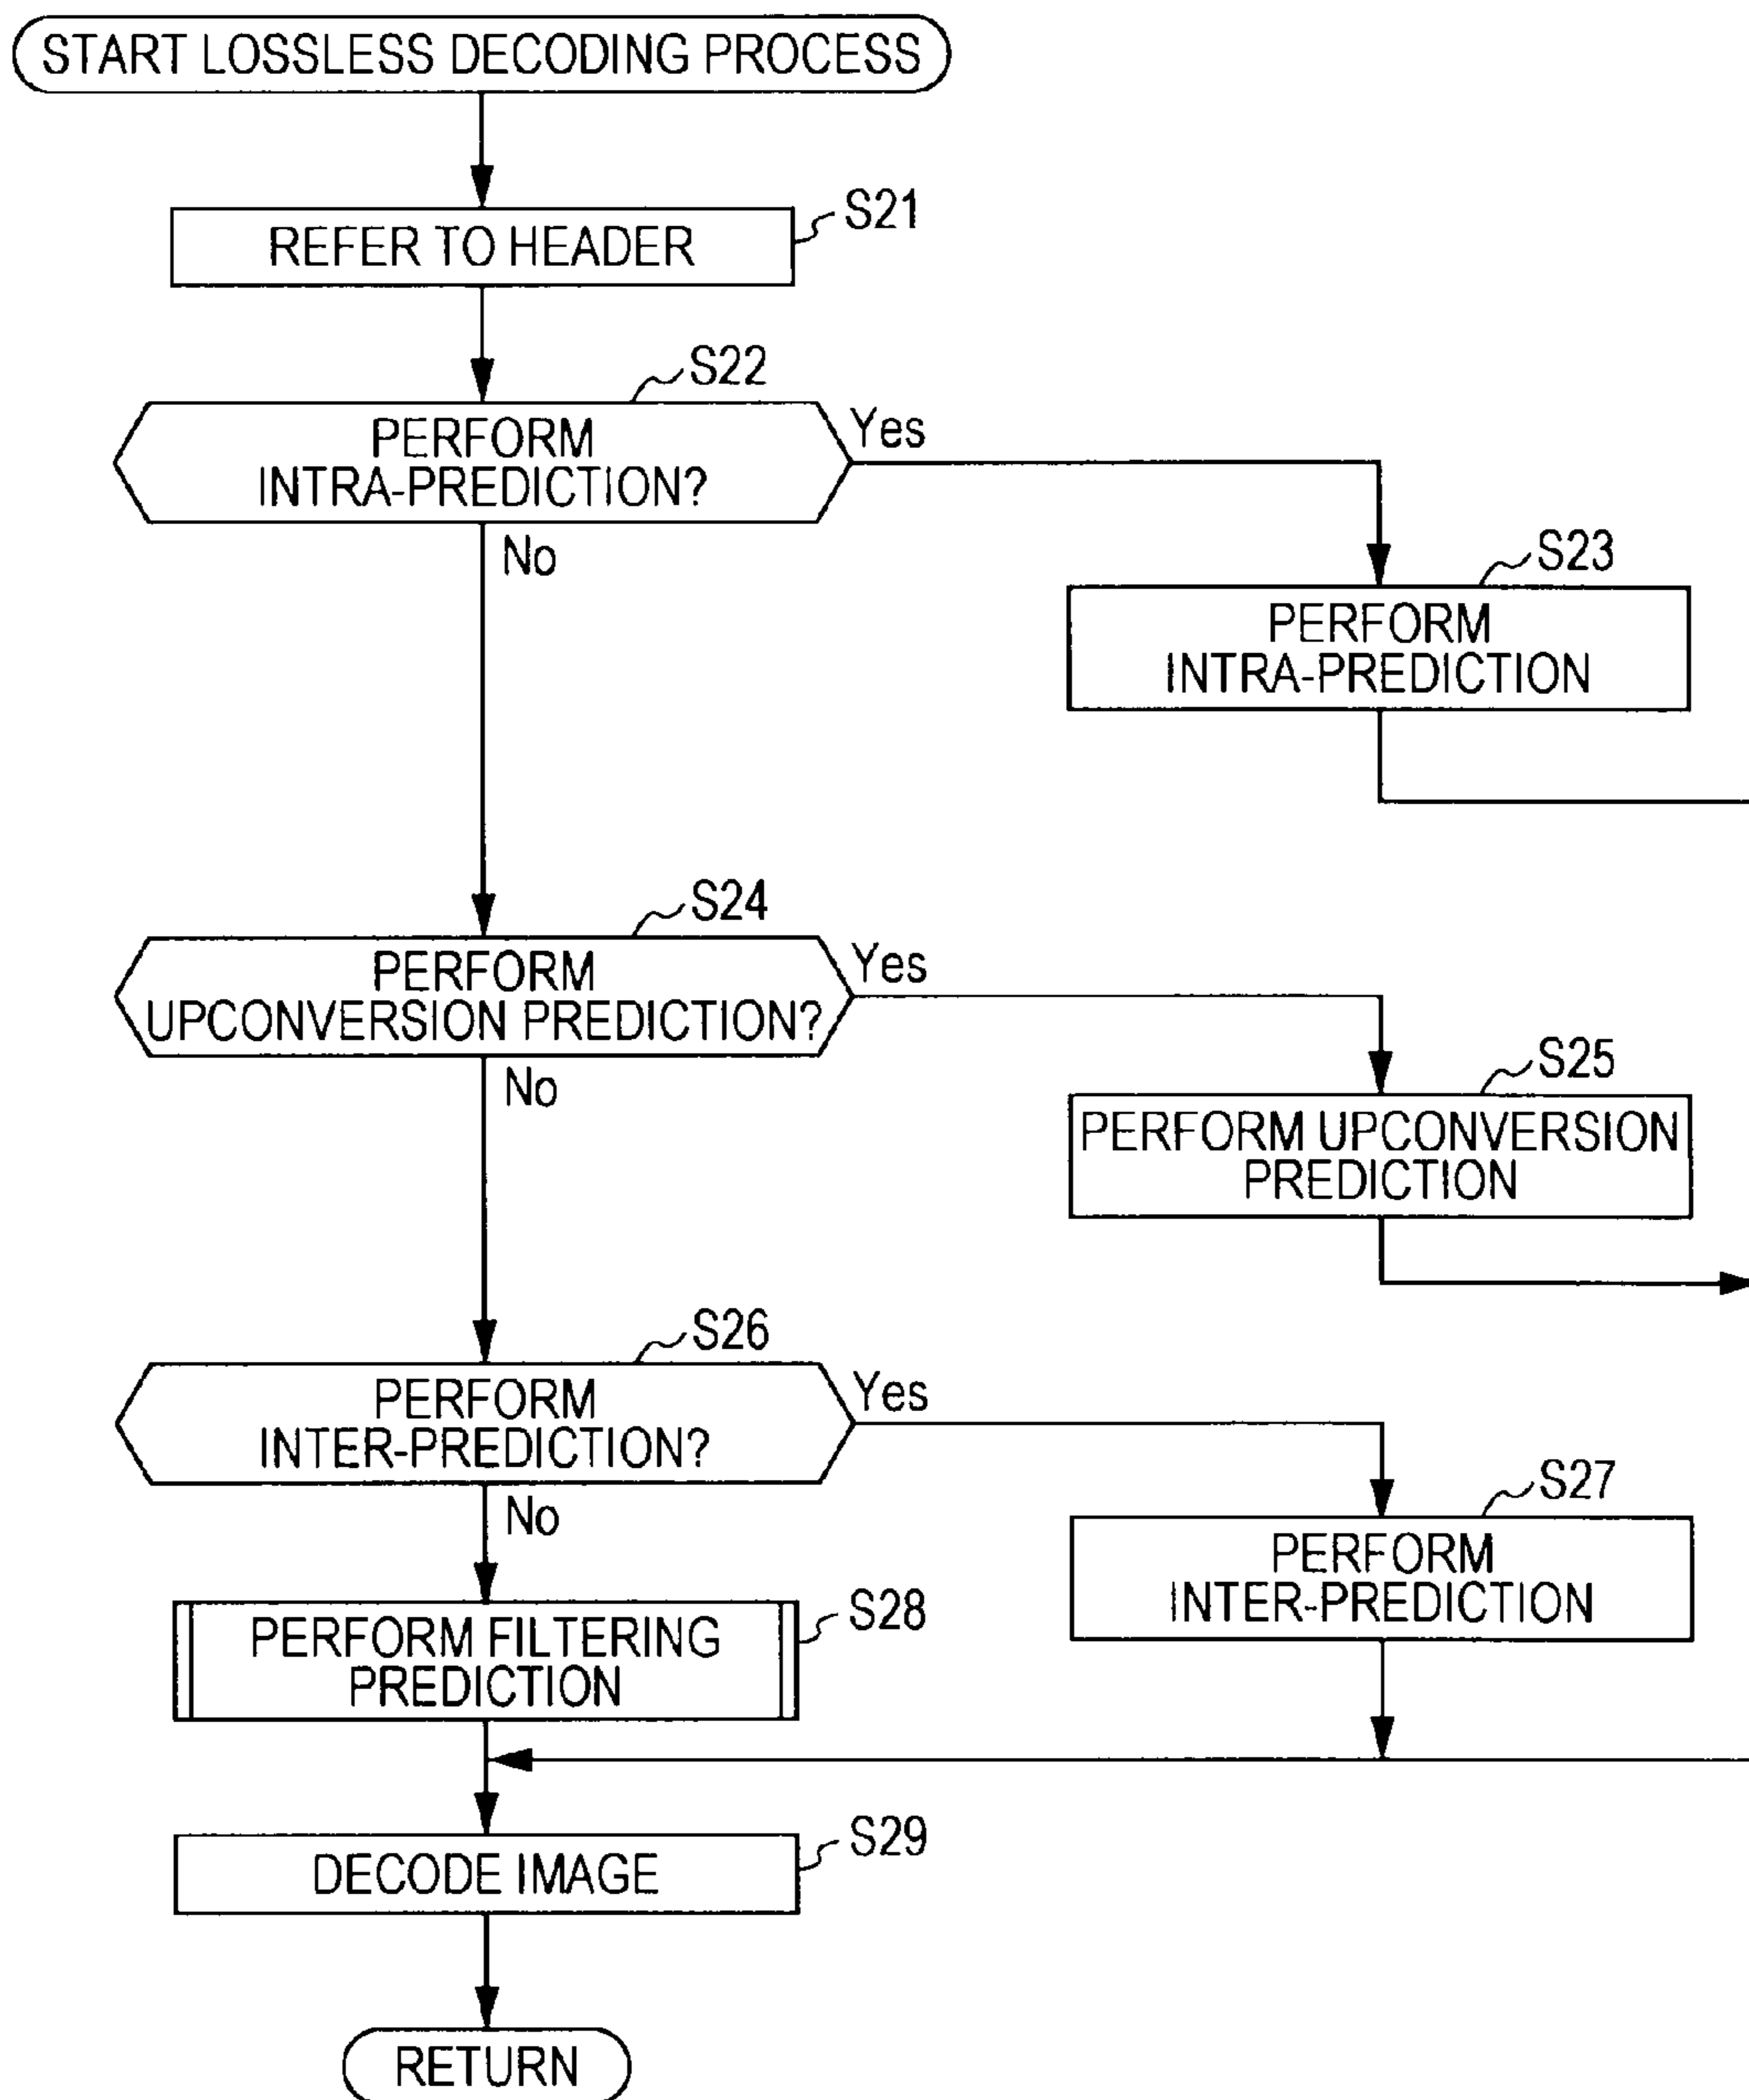 START LOSSLESS DECODING PROCESS
S21
REFER TO HEADER
S22
PERFORM
INTRA-PREDICTION?
Yes
No
S23
PERFORM
INTRA-PREDICTION
S24
PERFORM
UPCONVERSION PREDICTION?
Yes
No
S25
PERFORM UPCONVERSION
PREDICTION
S26
PERFORM
INTER-PREDICTION?
Yes
No
S27
PERFORM
INTER-PREDICTION
S28
PERFORM FILTERING
PREDICTION
S29
DECODE IMAGE
RETURN